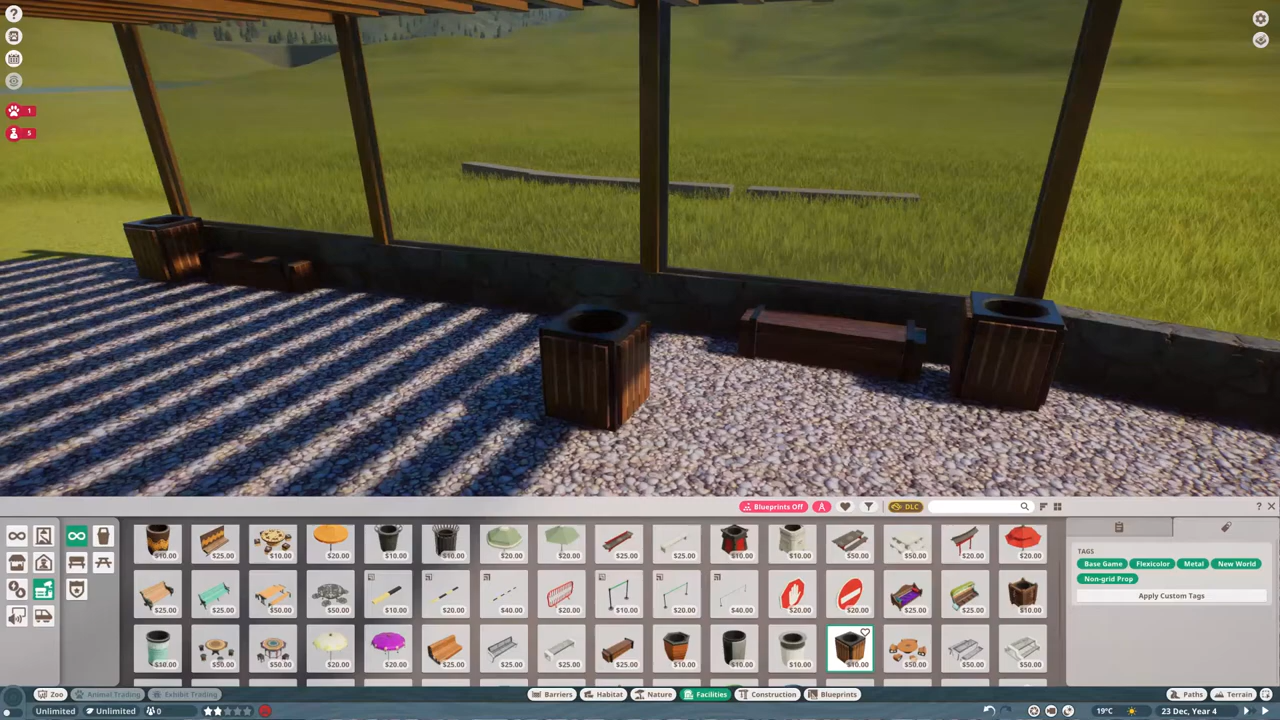 ?
1
5
Blueprints Off
A
DLC
?
$10.00 $25.00 $10.00 $20.00 $10.00 $10.00 $20.00 $20.00 $25.00 $25.00 $10.00 $10.00 $50.00 $50.00 $20.00 $20.00
$25.00 $25.00 $25.00 $50.00 $10.00 $20.00 $40.00 $20.00 $10.00 $20.00 $40.00 $20.00 $20.00 $25.00 $25.00 $10.00
$10.00 $50.00 $50.00 $20.00 $20.00 $25.00 $25.00 $25.00 $25.00 $10.00 $10.00 $10.00 $10.00 $50.00 $50.00 $50.00
TAGS
Base Game Flexicolor Metal New World
Non-grid Prop
Apply Custom Tags
Zoo Animal Trading Exhibit Trading Barriers Habitat Nature Facilities Construction Blueprints Paths Terrain
Unlimited Unlimited 0 19°C 23 Dec, Year 4